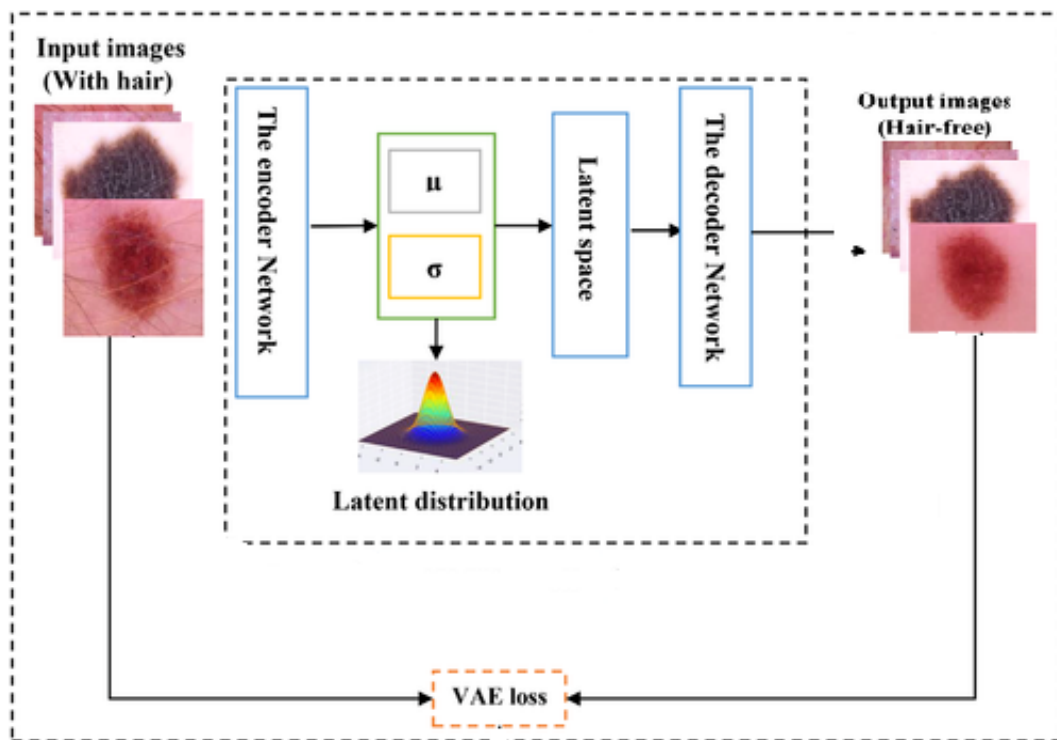 Input images
(With hair)
The encoder Network
μ
σ
Latent distribution
Latent space
The decoder Network
Output images
(Hair-free)
VAE loss